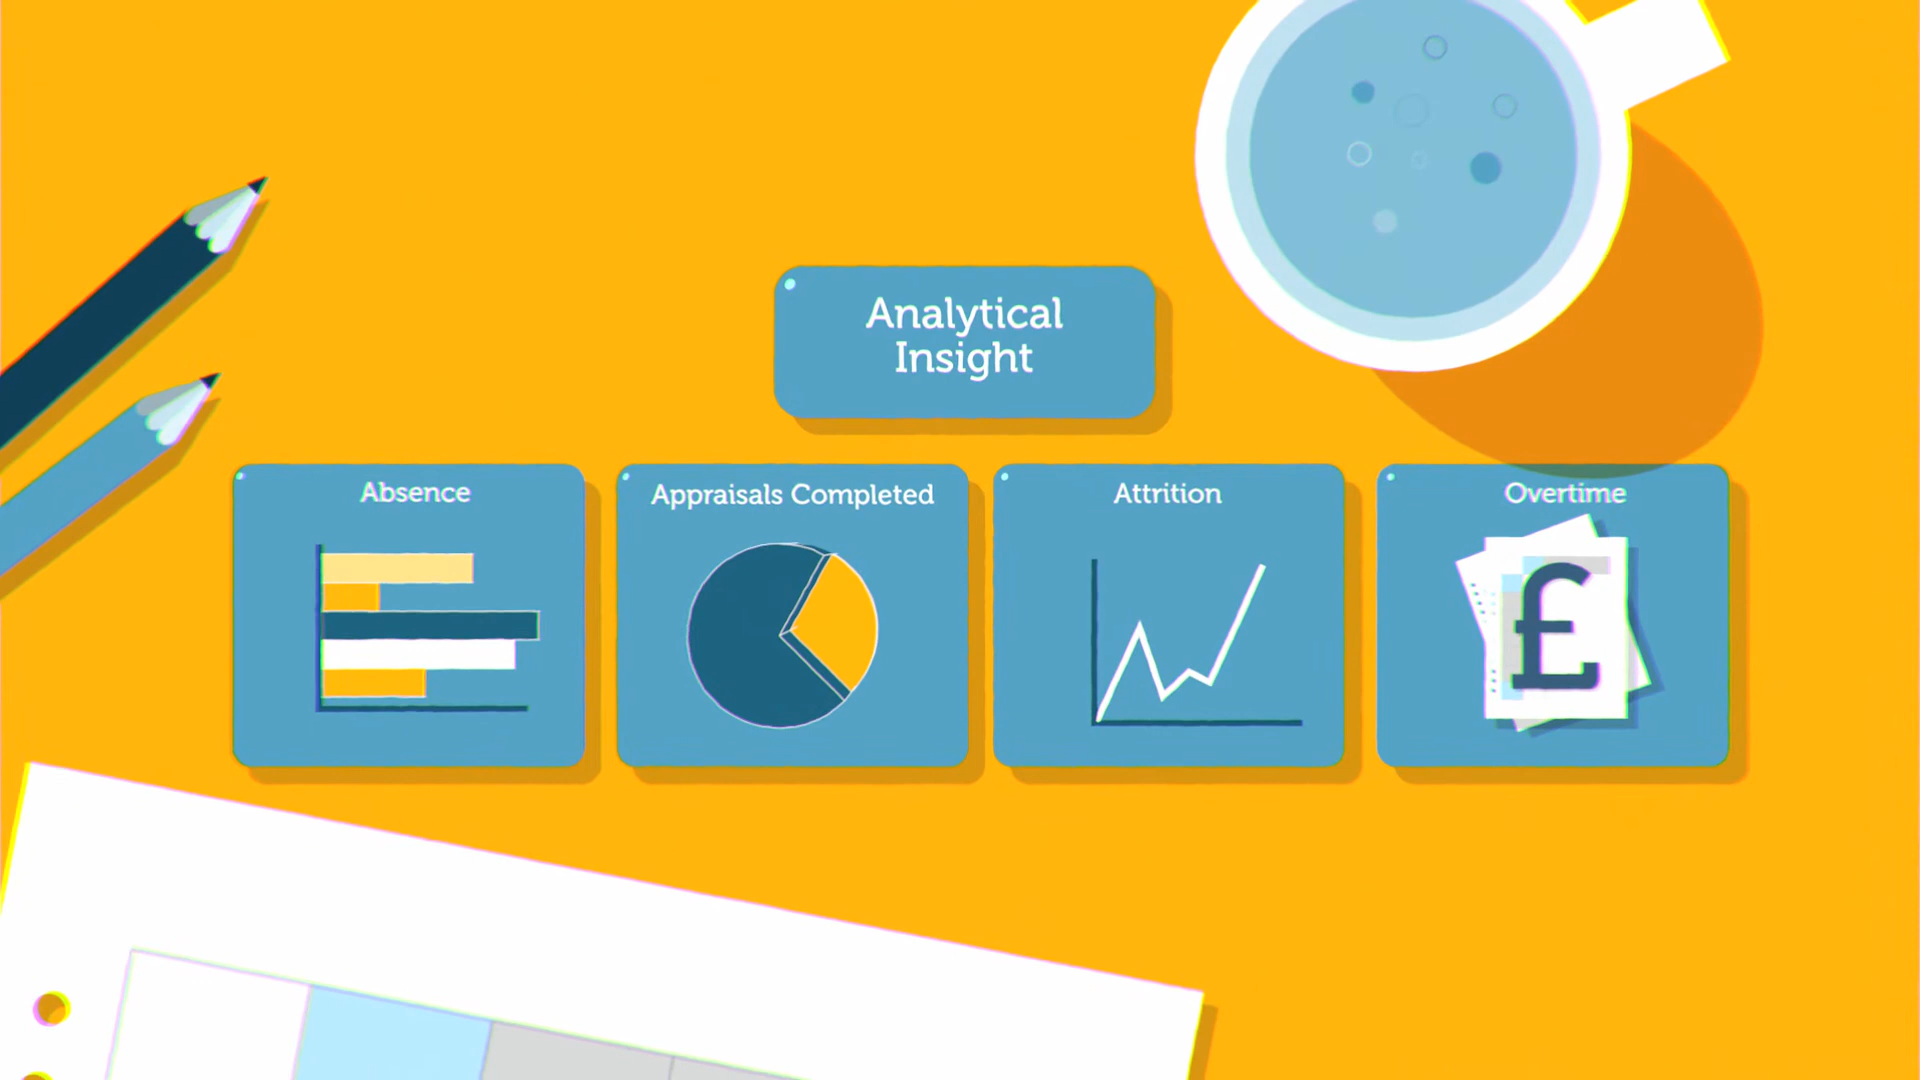 Analytical
Insight
Absence
Appraisals Completed
Attrition
Overtime
£